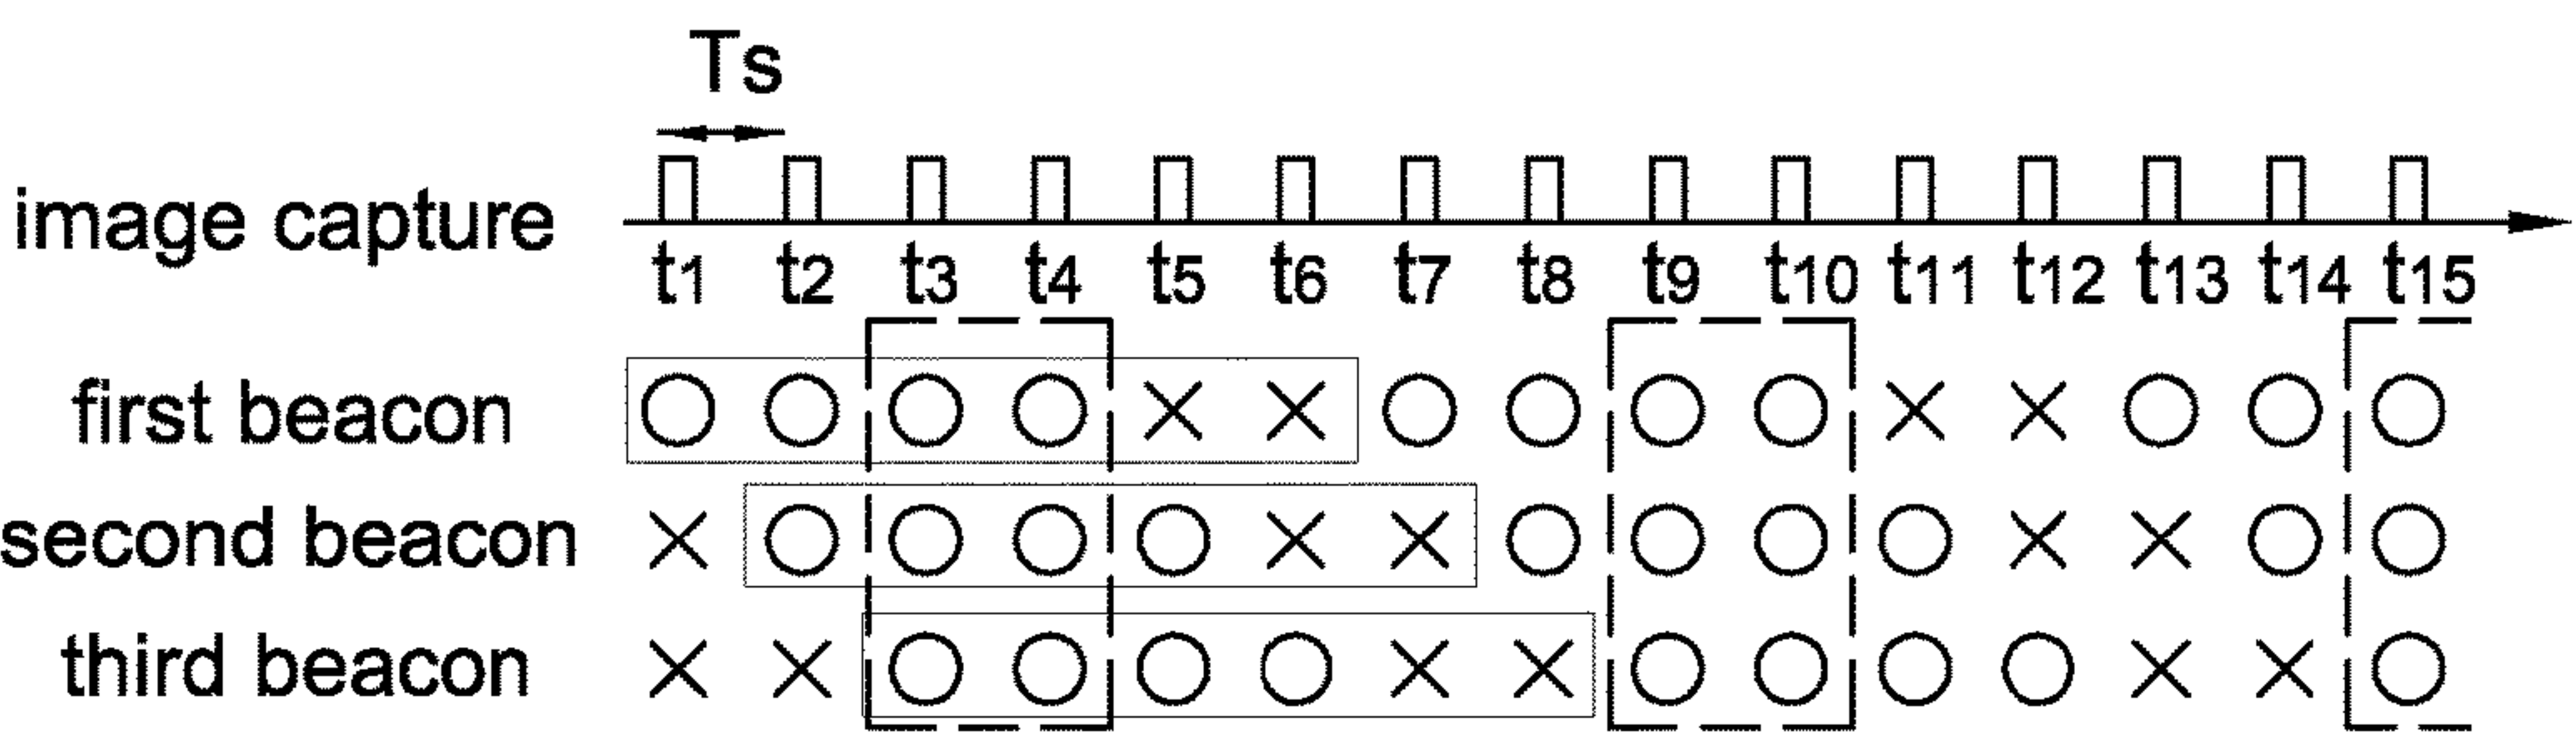 Ts
image capture
t1 t2 t3 t4 t5 t6 t7 t8 t9 t10 t11 t12 t13 t14 t15
first beacon
second beacon
third beacon